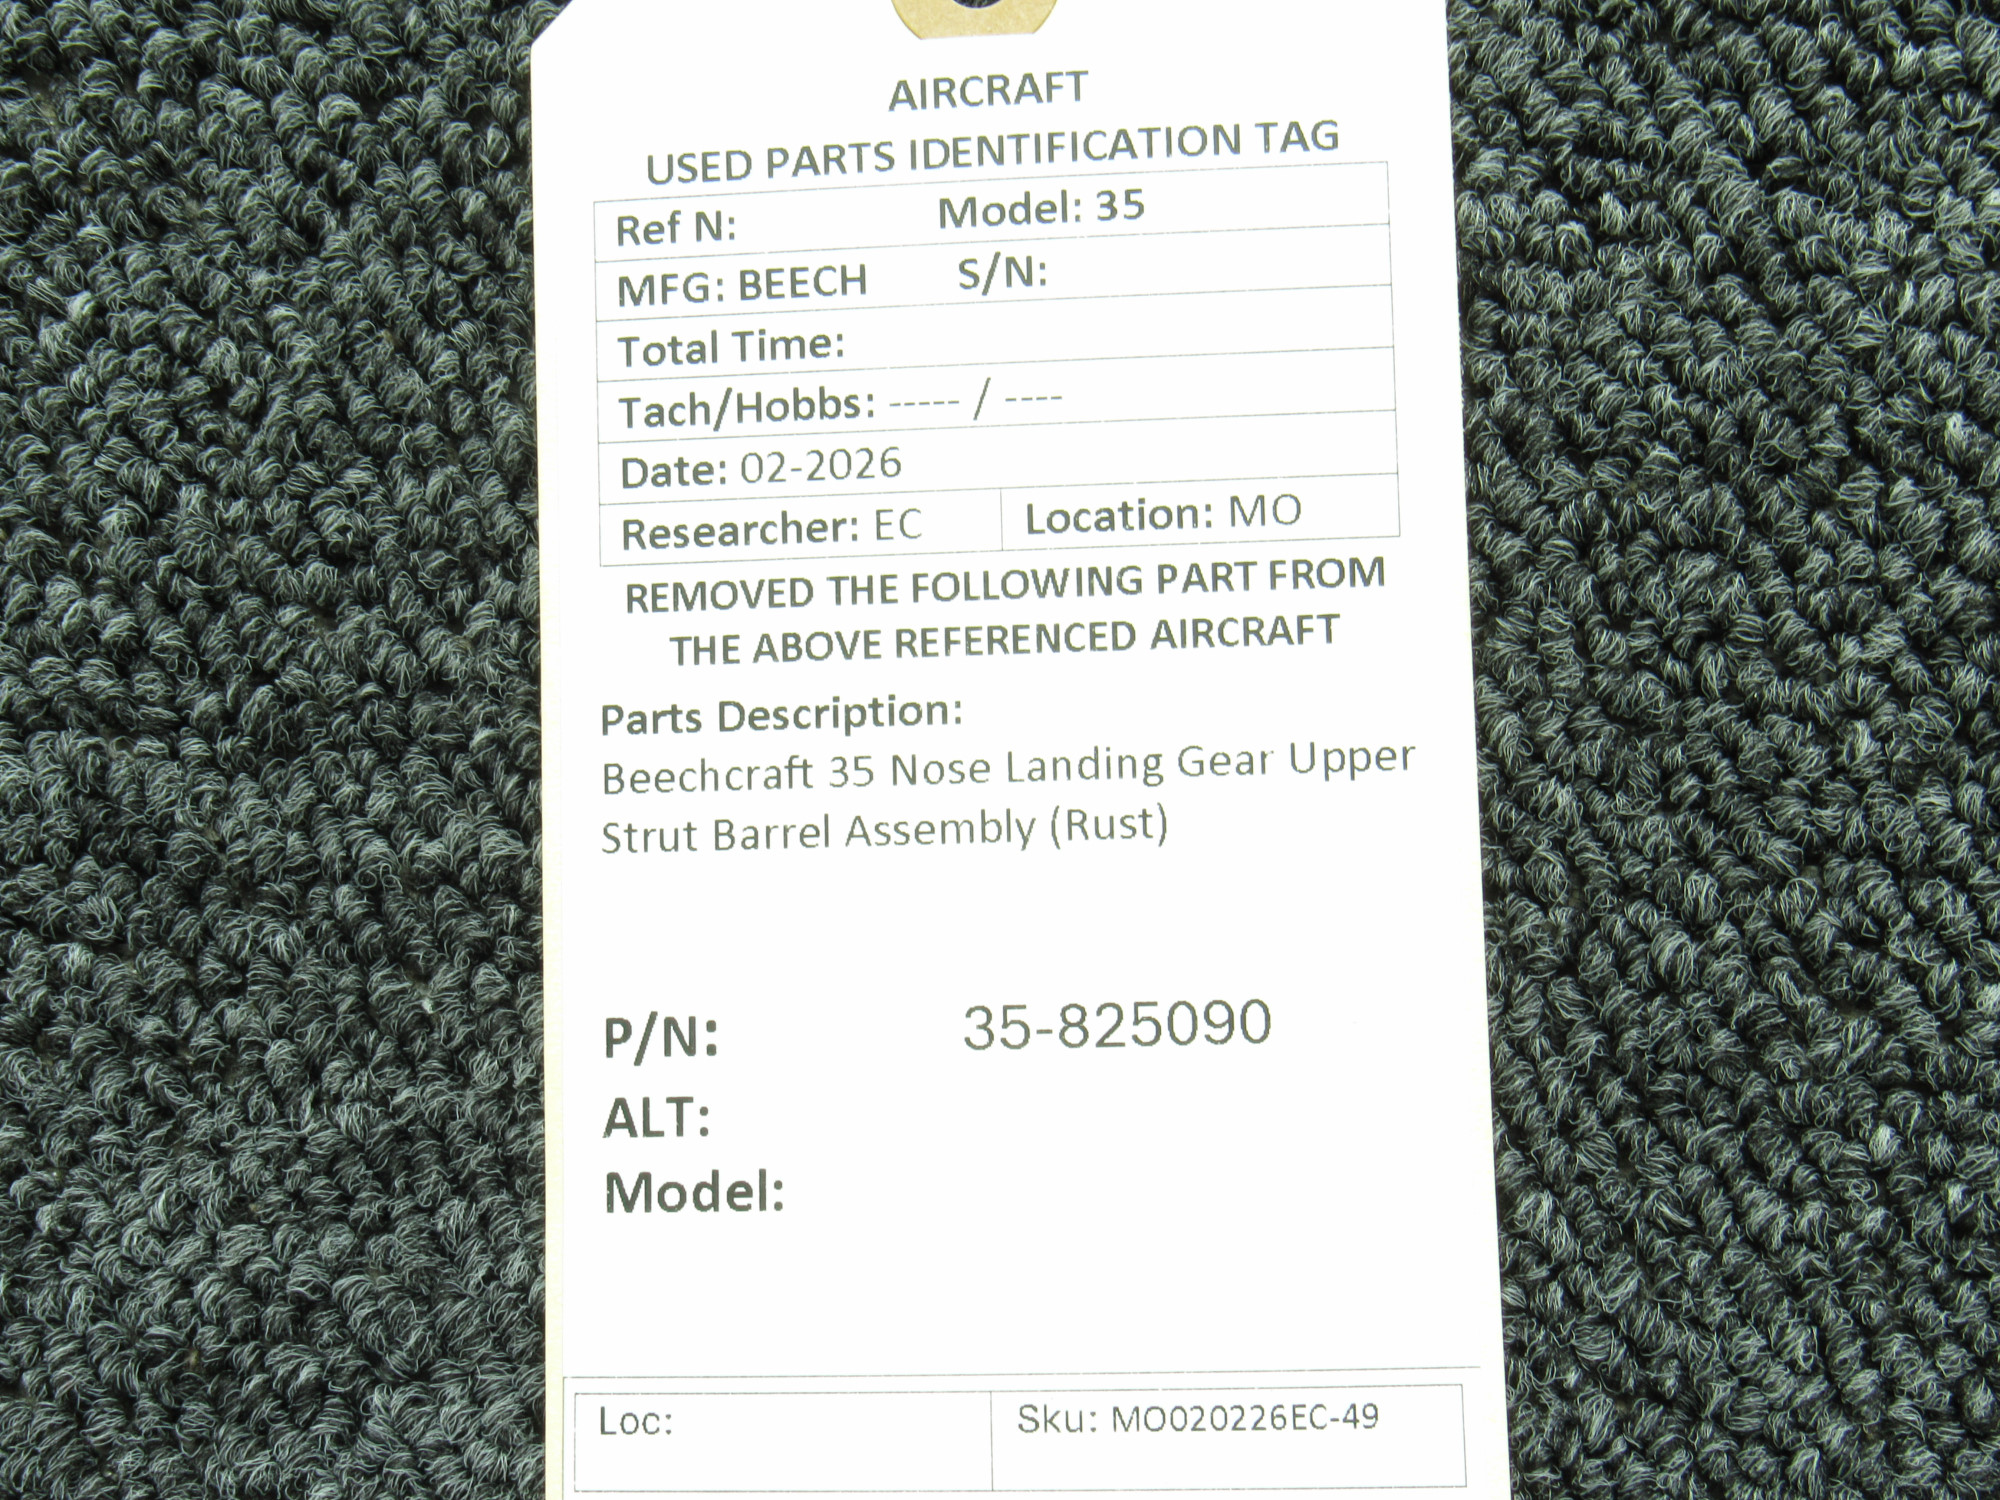 AIRCRAFT
USED PARTS IDENTIFICATION TAG
Ref N: Model: 35
MFG: BEECH S/N:
Total Time:
Tach/Hobbs: ----- / ----
Date: 02-2026
Researcher: EC Location: MO
REMOVED THE FOLLOWING PART FROM
THE ABOVE REFERENCED AIRCRAFT
Parts Description:
Beechcraft 35 Nose Landing Gear Upper
Strut Barrel Assembly (Rust)
P/N: 35-825090
ALT:
Model:
Loc: Sku: MO020226EC-49